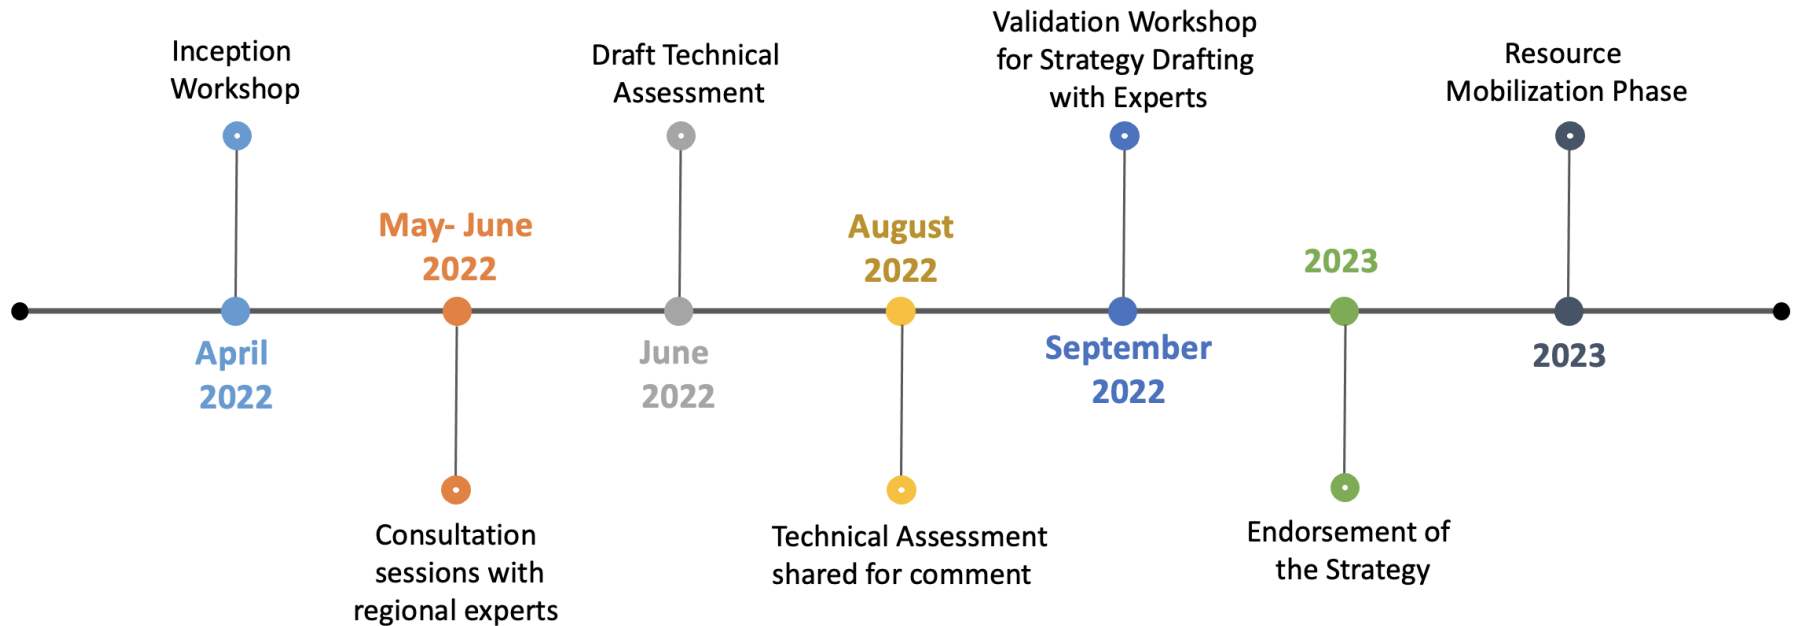 Inception
Workshop
April
2022
May- June
2022
Consultation
sessions with
regional experts
Draft Technical
Assessment
June
2022
August
2022
Technical Assessment
shared for comment
Validation Workshop
for Strategy Drafting
with Experts
September
2022
2023
Endorsement of
the Strategy
Resource
Mobilization Phase
2023